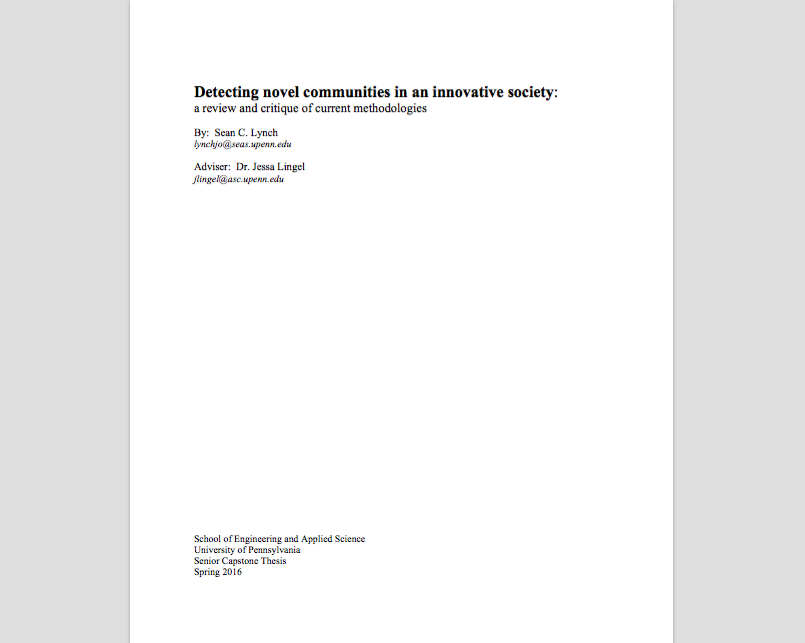 Detecting novel communities in an innovative society:
a review and critique of current methodologies
By: Sean C. Lynch
lynchjo@seas.upenn.edu
Adviser: Dr. Jessa Lingel
jlingel@asc.upenn.edu
School of Engineering and Applied Science
University of Pennsylvania
Senior Capstone Thesis
Spring 2016